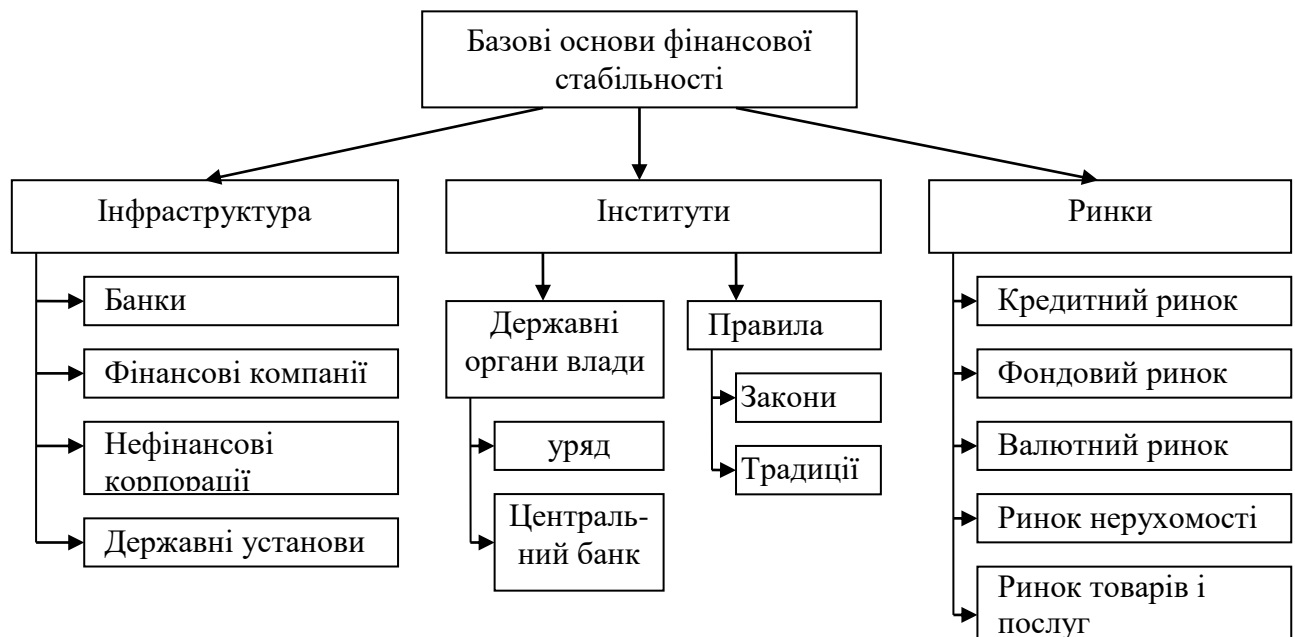 Базові основи фінансової
стабільності
Інфраструктура
Банки
Фінансові компанії
Нефінансові
корпорації
Державні установи
Інститути
Державні
органи влади
уряд
Централь-
ний банк
Правила
Закони
Традиції
Ринки
Кредитний ринок
Фондовий ринок
Валютний ринок
Ринок нерухомості
Ринок товарів і
послуг